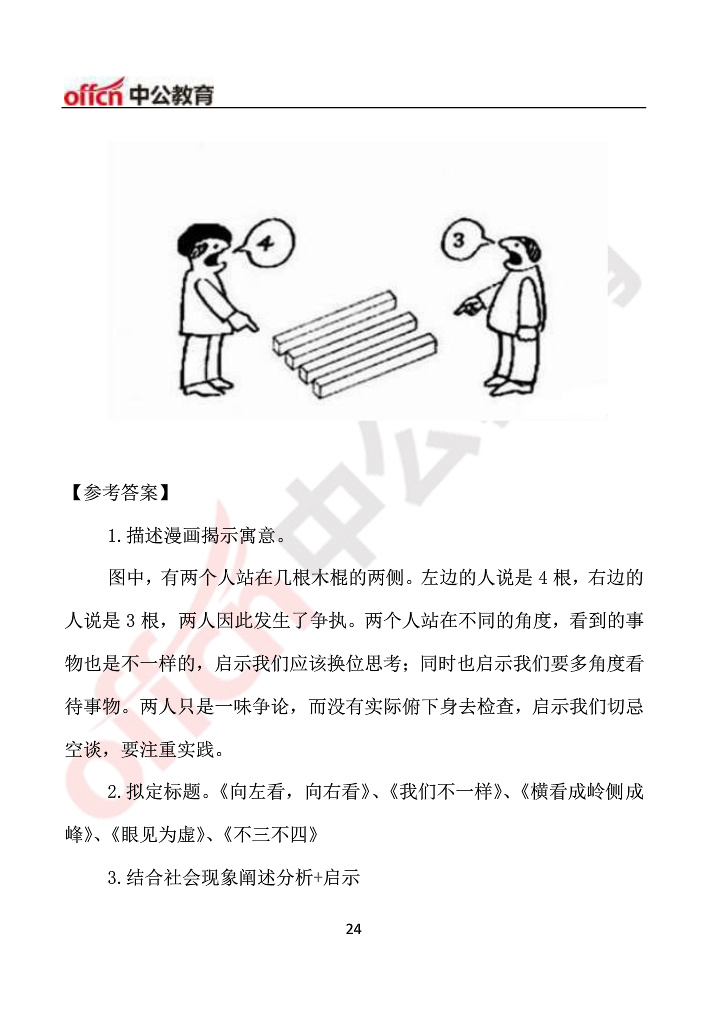 offcn 中公教育
4
3
【参考答案】
1.描述漫画揭示寓意。
图中，有两个人站在几根木棍的两侧。左边的人说是 4 根，右边的
人说是 3 根，两人因此发生了争执。两个人站在不同的角度，看到的事
物也是不一样的，启示我们应该换位思考；同时也启示我们要多角度看
待事物。两人只是一味争论，而没有实际俯下身去检查，启示我们切忌
空谈，要注重实践。
2.拟定标题。《向左看，向右看》、《我们不一样》、《横看成岭侧成
峰》、《眼见为虚》、《不三不四》
3.结合社会现象阐述分析+启示
24
offcn 中公教育